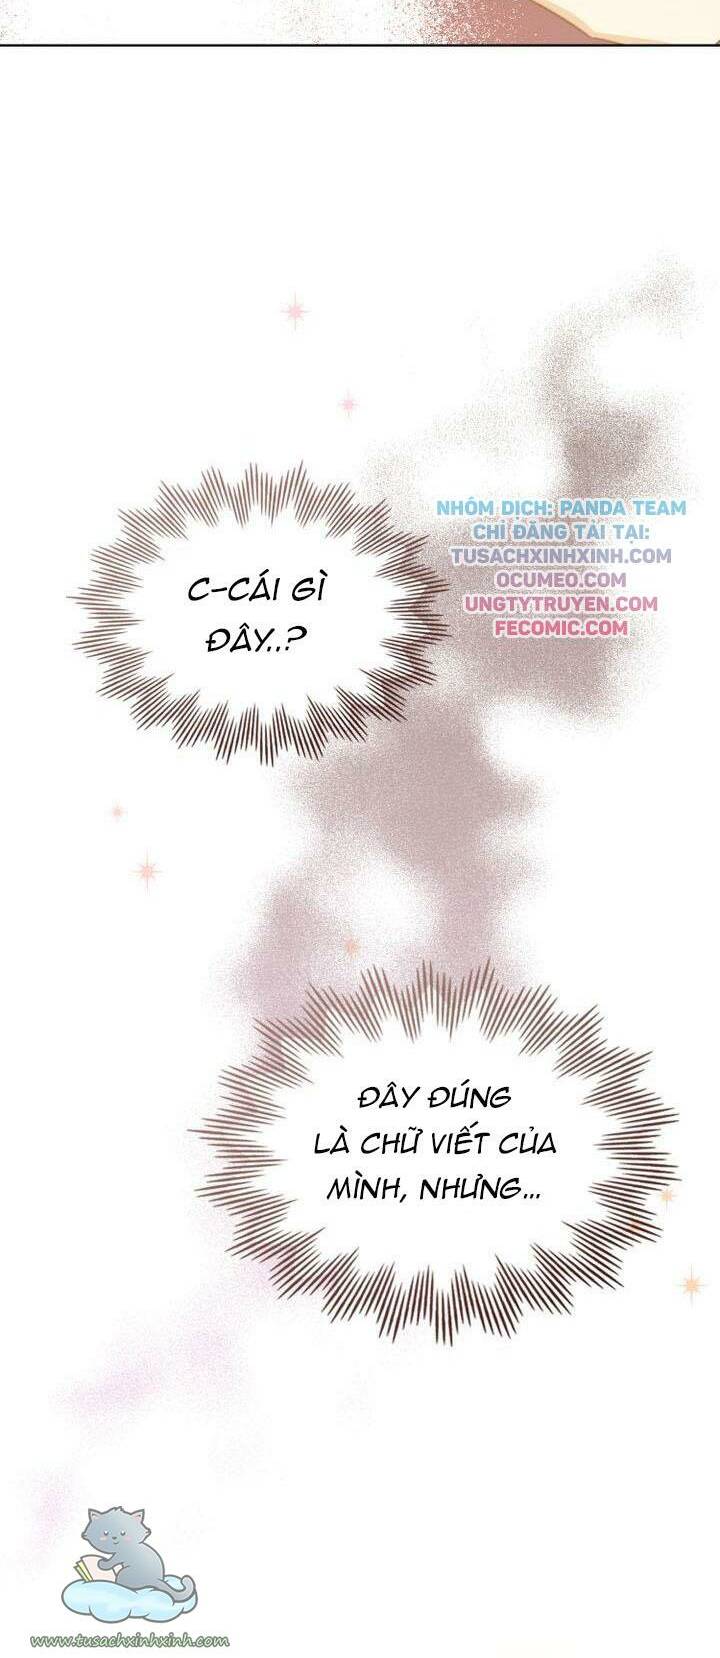 NHÓM DỊCH: PANDA TEAM
CHỈ ĐĂNG TẢI TẠI:
TUSACHXINHXINH.COM
OCUMEO.COM
UNGTYTRUYEN.COM
FECOMIC.COM
C-CÁI GÌ
ĐÂY..?
ĐÂY ĐÚNG
LÀ CHỮ VIẾT CỦA
MÌNH, NHƯNG...
www.tusachxinhxinh.com